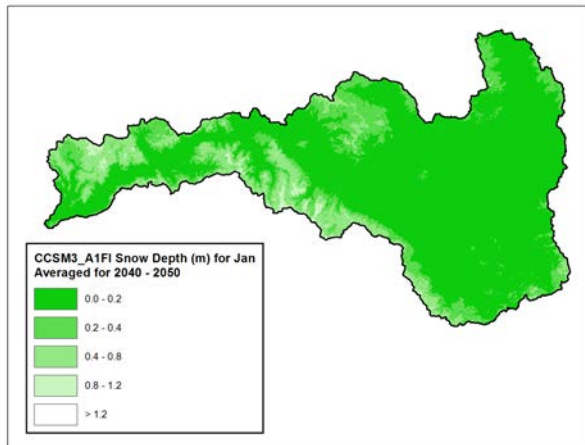 CCSM3_A1FI Snow Depth (m) for Jan
Averaged for 2040 - 2050
0.0 - 0.2
0.2 - 0.4
0.4 - 0.8
0.8 - 1.2
> 1.2